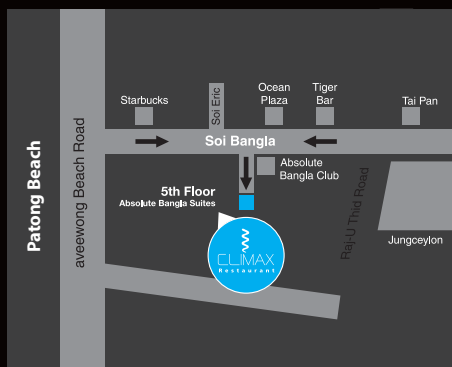 Patong Beach
aveewong Beach Road
Starbucks
Soi Eric
Ocean
Plaza
Tiger
Bar
Tai Pan
Soi Bangla
Absolute
Bangla Club
5th Floor
Absolute Bangla Suites
CLIMAX
Restaurant
Raj-U Thid Road
Jungceylon